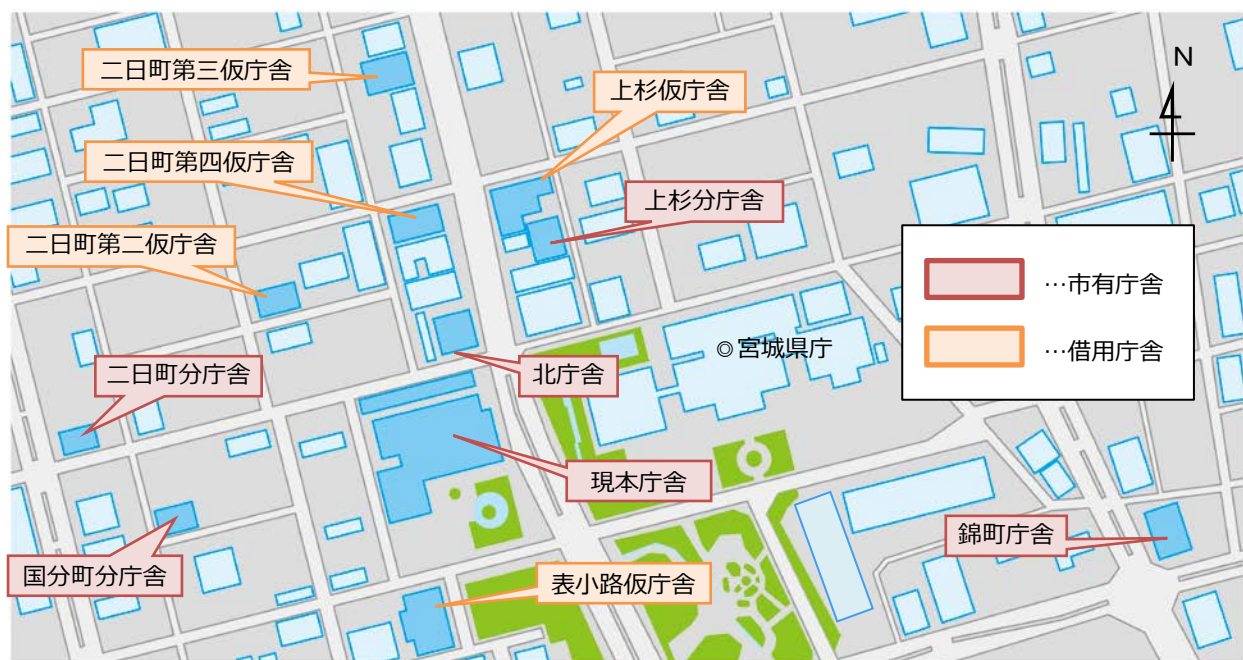 二日町第三仮庁舎
上杉仮庁舎
N
二日町第四仮庁舎
上杉分庁舎
二日町第二仮庁舎
…市有庁舎
…借用庁舎
◎宮城県庁
二日町分庁舎
北庁舎
現本庁舎
錦町庁舎
国分町分庁舎
表小路仮庁舎